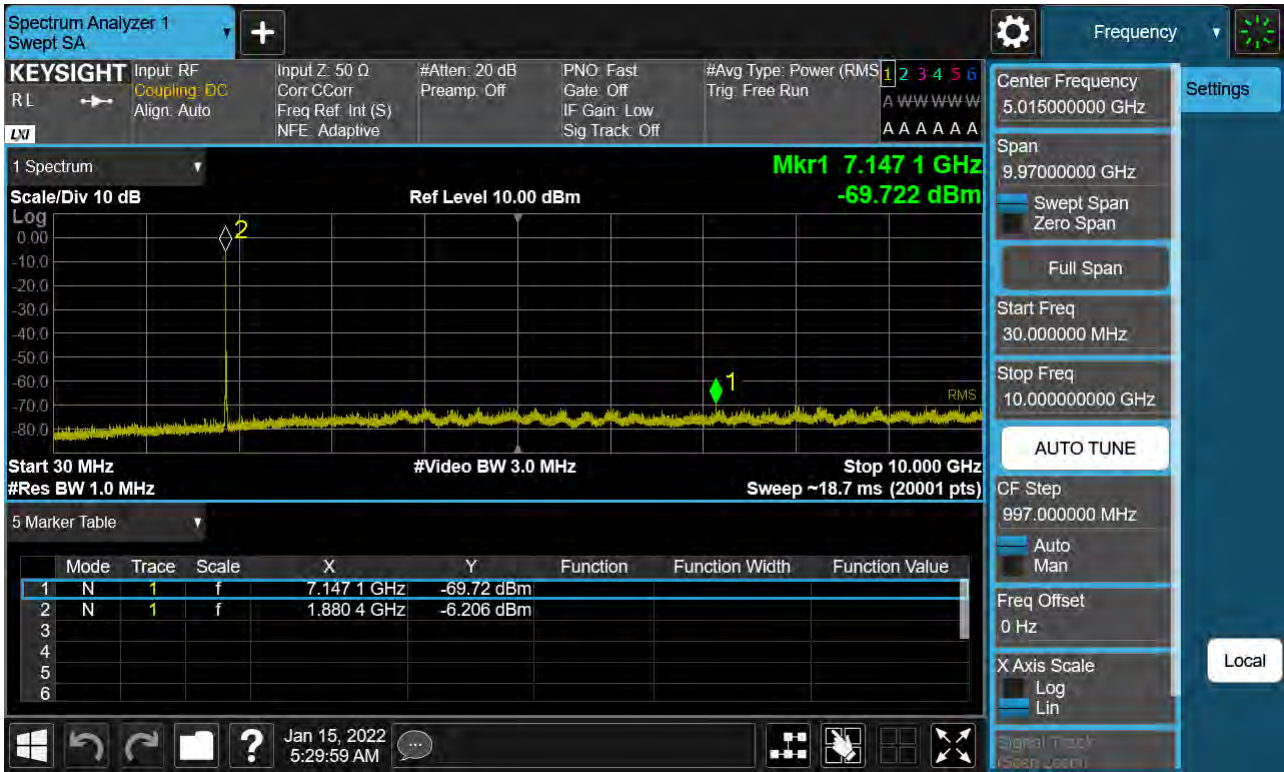 Spectrum Analyzer 1
Swept SA
Frequency
KEYSIGHT
RL
LXI
Input: RF
Coupling: DC
Align: Auto
Input Z: 50 Ω
Corr CCorr
Freq Ref: Int (S)
NFE: Adaptive
#Atten: 20 dB
Preamp: Off
PNO: Fast
Gate: Off
IF Gain: Low
Sig Track: Off
#Avg Type: Power (RMS
Trig: Free Run
1 2 3 4 5 6
A W W W W W
A A A A A A
1 Spectrum
Mkr1 7.147 1 GHz
-69.722 dBm
Scale/Div 10 dB
Ref Level 10.00 dBm
Log
0.00
-10.0
-20.0
-30.0
-40.0
-50.0
-60.0
-70.0
-80.0
2
1
RMS
Start 30 MHz
#Video BW 3.0 MHz
Stop 10.000 GHz
#Res BW 1.0 MHz
Sweep ~18.7 ms (20001 pts)
5 Marker Table
Mode Trace Scale X Y Function Function Width Function Value
1 N 1 f 7.147 1 GHz -69.72 dBm
2 N 1 f 1.880 4 GHz -6.206 dBm
3
4
5
6
Jan 15, 2022
5:29:59 AM
Center Frequency
5.015000000 GHz
Settings
Span
9.97000000 GHz
Swept Span
Zero Span
Full Span
Start Freq
30.000000 MHz
Stop Freq
10.000000000 GHz
AUTO TUNE
CF Step
997.000000 MHz
Auto
Man
Freq Offset
0 Hz
X Axis Scale
Log
Lin
Local
Signal Track
(Span Zoom)